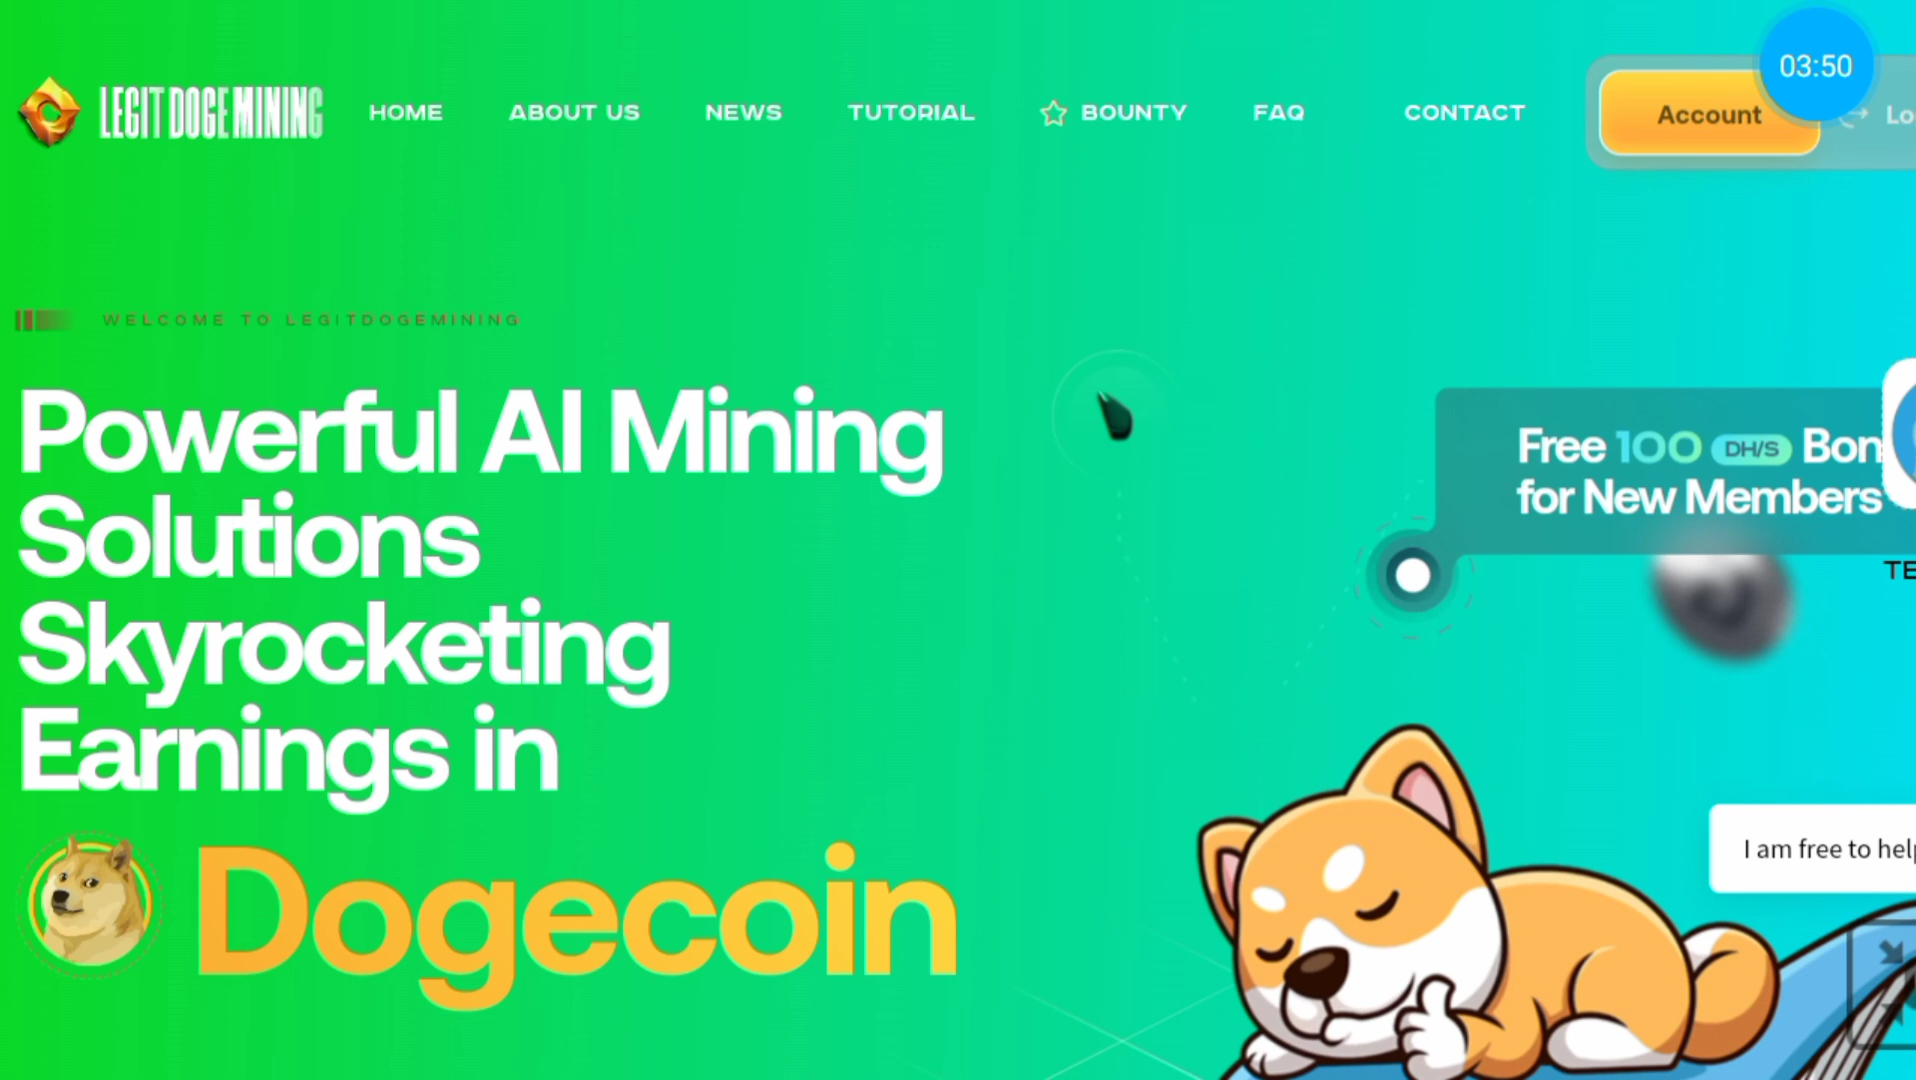 LEGIT DOGE MINING
HOME
ABOUT US
NEWS
TUTORIAL
BOUNTY
FAQ
CONTACT
Account
03:50
WELCOME TO LEGITDOGEMINING
Powerful AI Mining
Solutions
Skyrocketing
Earnings in
Dogecoin
Free 100 DH/S
for New Members
I am free to